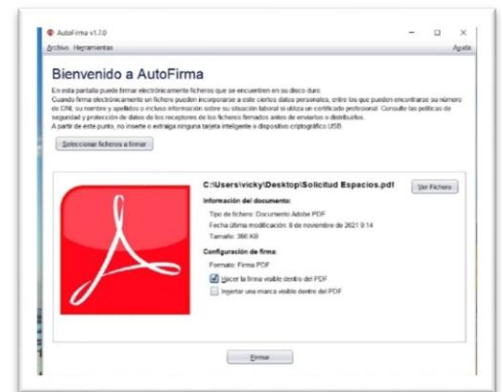 AutoFirma v1.7.0
Archivo Herramientas Ayuda
Bienvenido a AutoFirma
En esta pantalla puede firmar electrónicamente ficheros que se encuentren en su disco duro.
Cuando firma electrónicamente un fichero pueden incorporarse a este ciertos datos personales, entre los que pueden encontrarse su número
de DNI, su nombre y apellidos o incluso información sobre su situación laboral si utiliza un certificado profesional. Consulte las políticas de
seguridad y protección de datos de los receptores de los ficheros firmados antes de enviarlos o distribuirlos.
A partir de este punto, no inserte o extraiga ninguna tarjeta inteligente o dispositivo criptográfico USB.
Seleccionar ficheros a firmar
C:\Users\vicky\Desktop\Solicitud Espacios.pdf
Ver Fichero
Información del documento:
Tipo de fichero: Documento Adobe PDF
Fecha última modificación: 8 de noviembre de 2021 9:14
Tamaño: 386 KB
Configuración de firma:
Formato: Firma PDF
Hacer la firma visible dentro del PDF
Insertar una marca visible dentro del PDF
Firmar